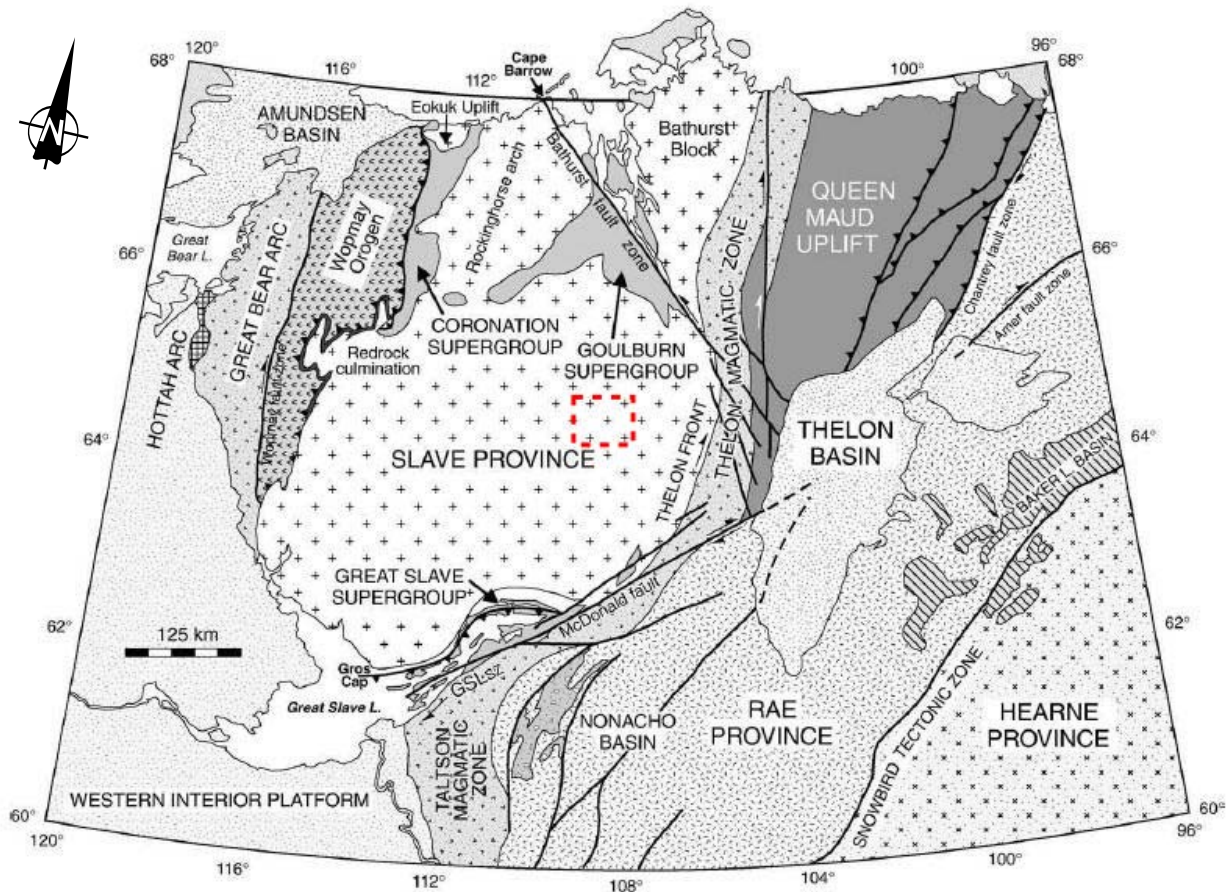 120°
68°
116°
112°
Cape
Barrow
100°
96°
68°
N
AMUNDSEN
BASIN
Eokuk Uplift
Rockinghorse arch
Bathurst
fault
zone
Bathurst
Block
QUEEN
MAUD
UPLIFT
Great
Bear L.
66°
Wopmay
Orogen
GREAT BEAR ARC
HOTTAH ARC
Wopmay fault zone
CORONATION
SUPERGROUP
Redrock
culmination
GOULBURN
SUPERGROUP
THELON MAGMATIC ZONE
THELON FRONT
Chantrey fault zone
66°
64°
SLAVE PROVINCE
THELON
BASIN
64°
BAKER L. BASIN
GREAT SLAVE
SUPERGROUP
McDonald fault
62°
125 km
Gros
Cap
Great Slave L.
GSLsz
62°
TALTSON
MAGMATIC
ZONE
NONACHO
BASIN
RAE
PROVINCE
SNOWBIRD TECTONIC ZONE
HEARNE
PROVINCE
WESTERN INTERIOR PLATFORM
60°
120°
116°
112°
108°
104°
100°
60°
96°